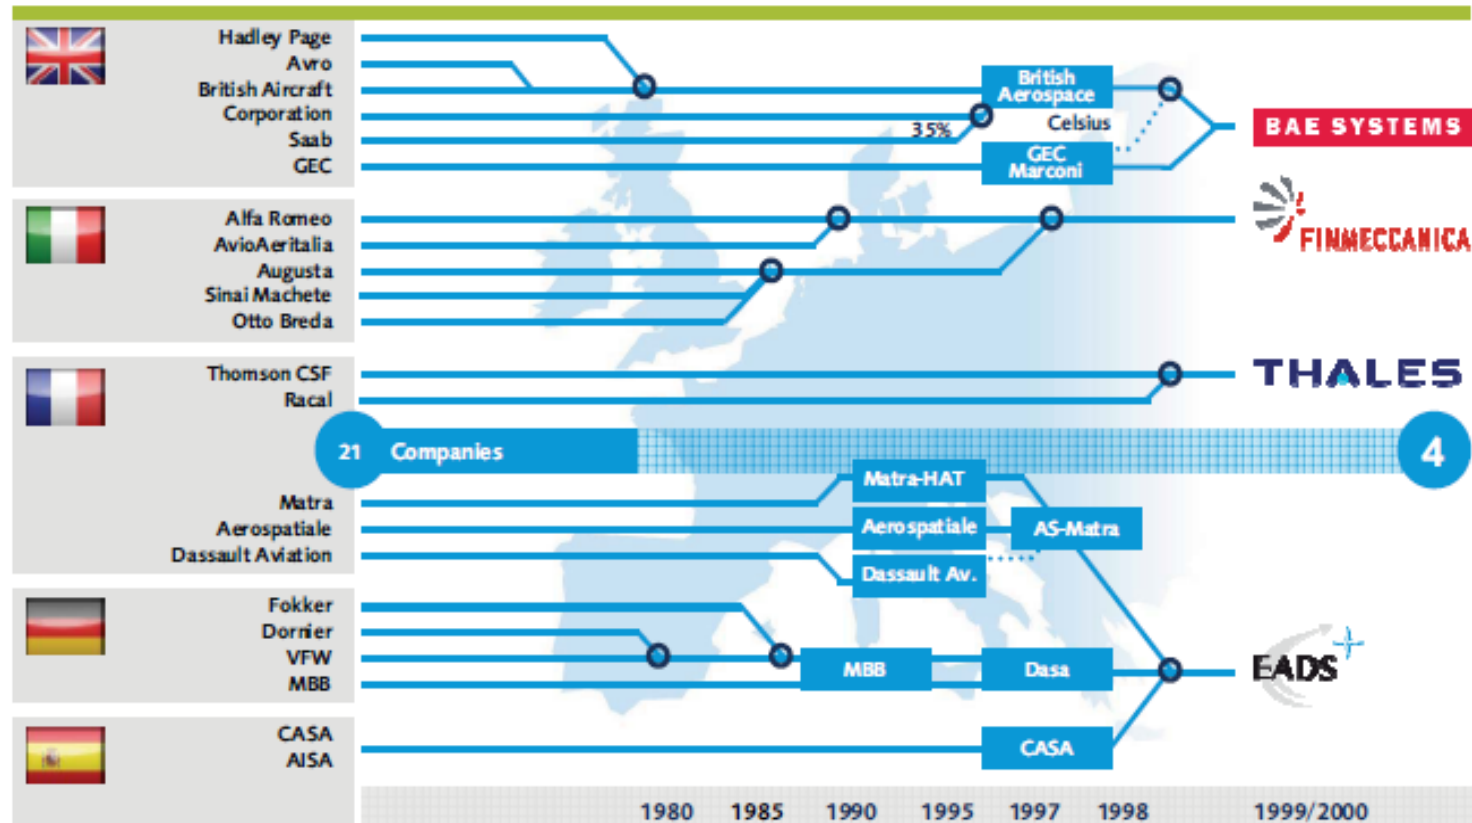 Hadley Page
Avro
British Aircraft
Corporation
Saab
GEC
35%
British
Aerospace
Celsius
GEC
Marconi
BAE SYSTEMS
Alfa Romeo
AvioAeritalia
Augusta
Sinai Machete
Otto Breda
FINMECCANICA
Thomson CSF
Racal
THALES
21 Companies
4
Matra
Aerospatiale
Dassault Aviation
Matra-HAT
Aerospatiale
AS-Matra
Dassault Av.
Fokker
Dornier
VFW
MBB
MBB
Dasa
EADS
CASA
AISA
CASA
1980 1985 1990 1995 1997 1998 1999/2000